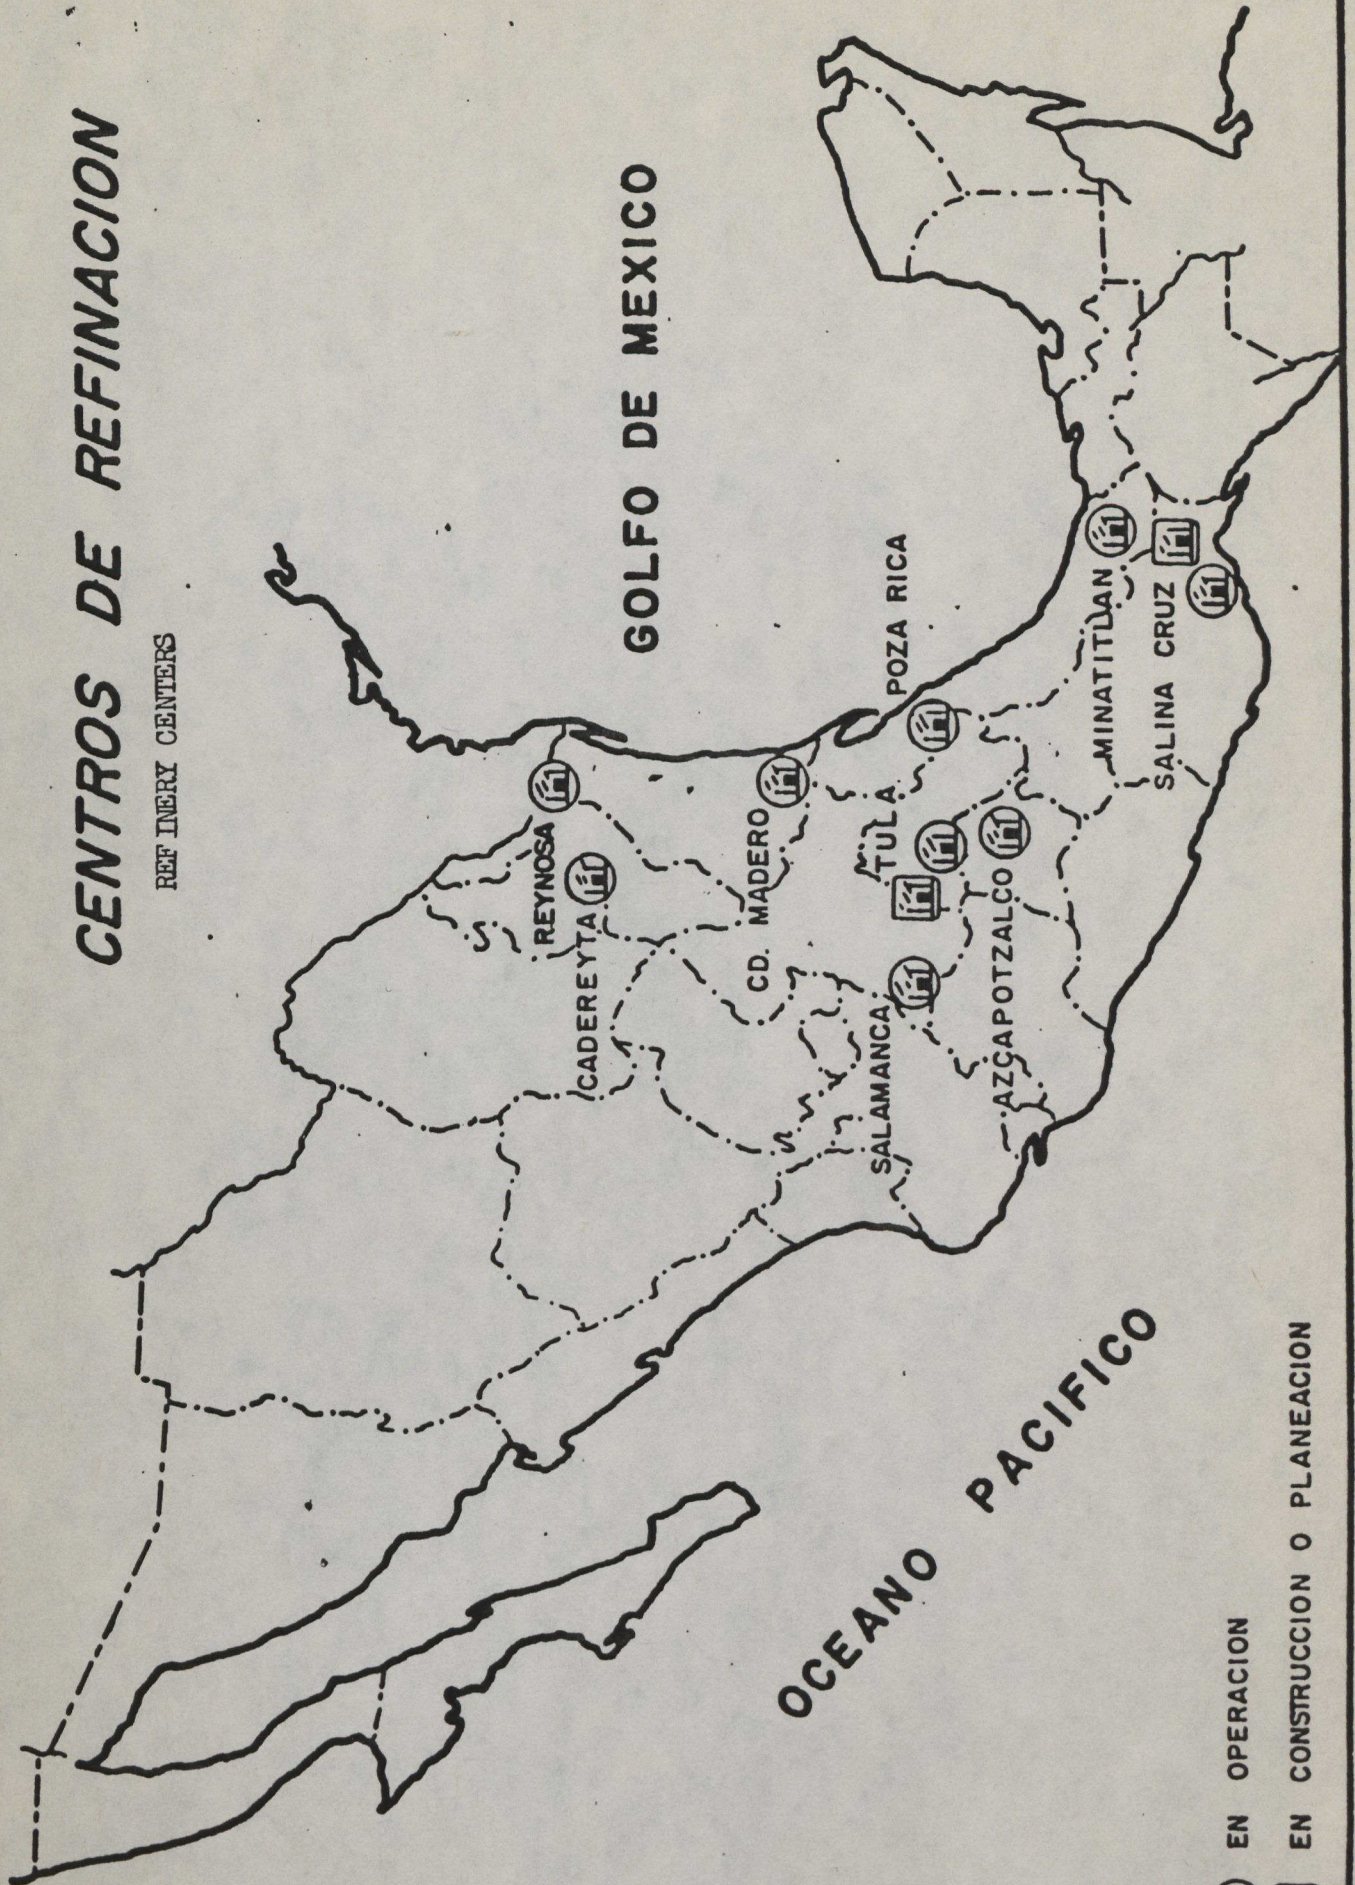 CENTROS DE REFINACION
REFINERY CENTERS
GOLFO DE MEXICO
REYNOSA
CADEREYTA
CD. MADERO
POZA RICA
TULA
SALAMANCA
AZCAPOTZALCO
MINATITLAN
SALINA CRUZ
OCEANO PACIFICO
EN OPERACION
EN CONSTRUCCION O PLANEACION